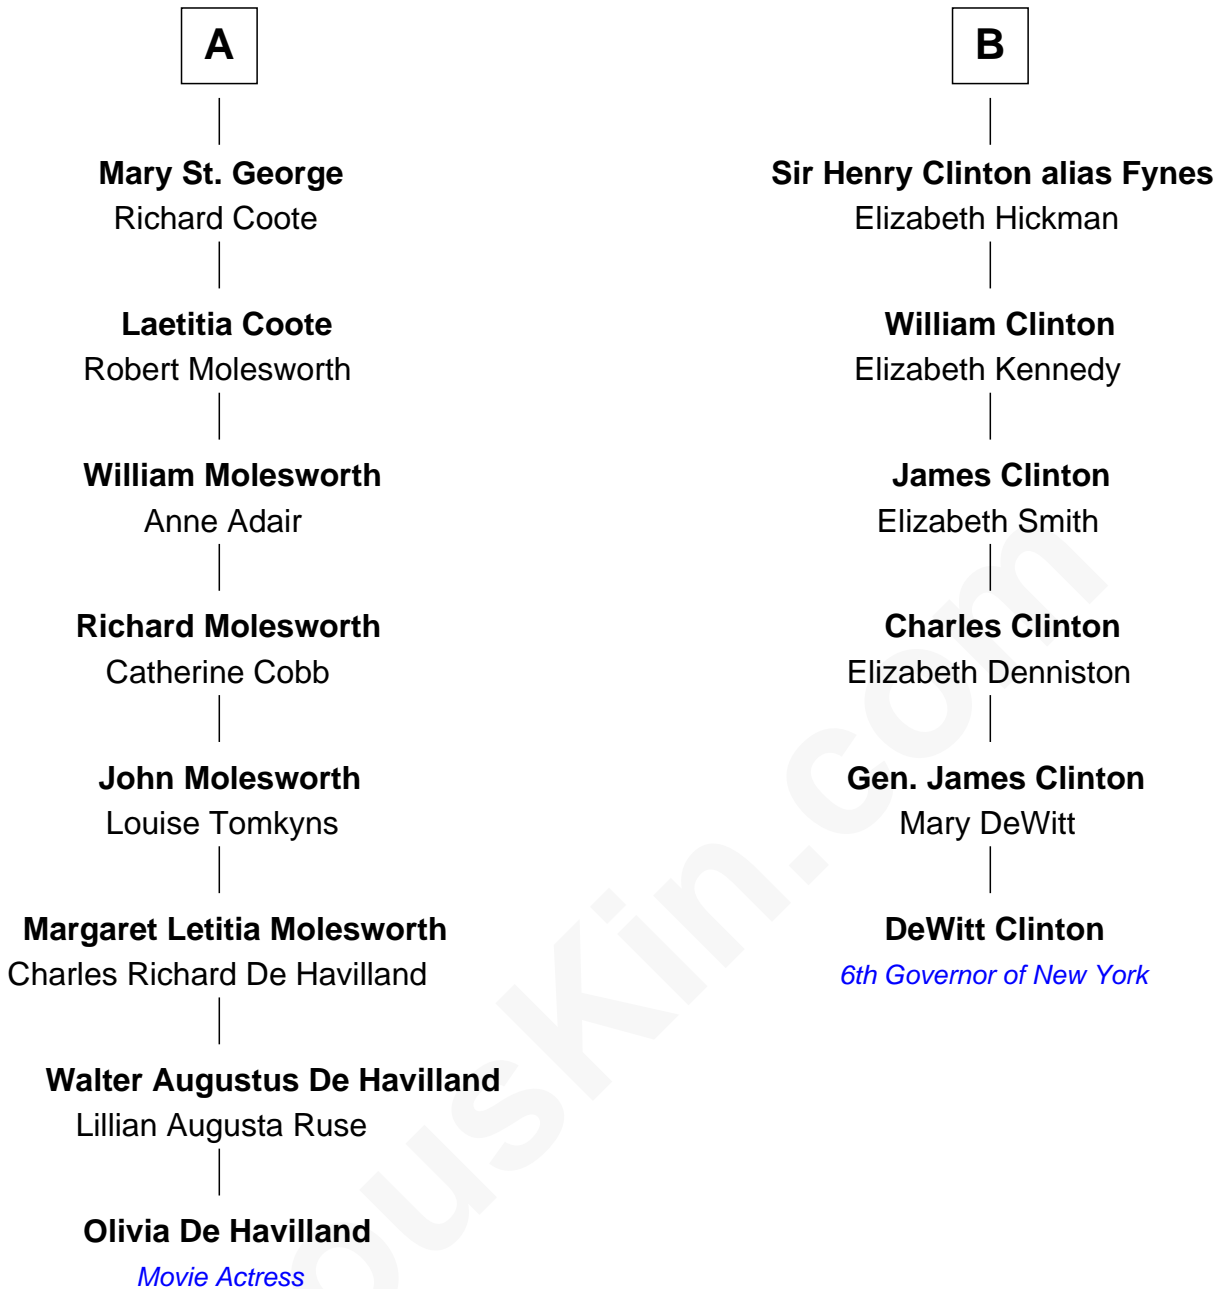 A
Mary St. George
Richard Coote
Laetitia Coote
Robert Molesworth
William Molesworth
Anne Adair
Richard Molesworth
Catherine Cobb
John Molesworth
Louise Tomkyns
Margaret Letitia Molesworth
Charles Richard De Havilland
Walter Augustus De Havilland
Lillian Augusta Ruse
Olivia De Havilland
Movie Actress
B
Sir Henry Clinton alias Fynes
Elizabeth Hickman
William Clinton
Elizabeth Kennedy
James Clinton
Elizabeth Smith
Charles Clinton
Elizabeth Denniston
Gen. James Clinton
Mary DeWitt
DeWitt Clinton
6th Governor of New York
ousKin.com